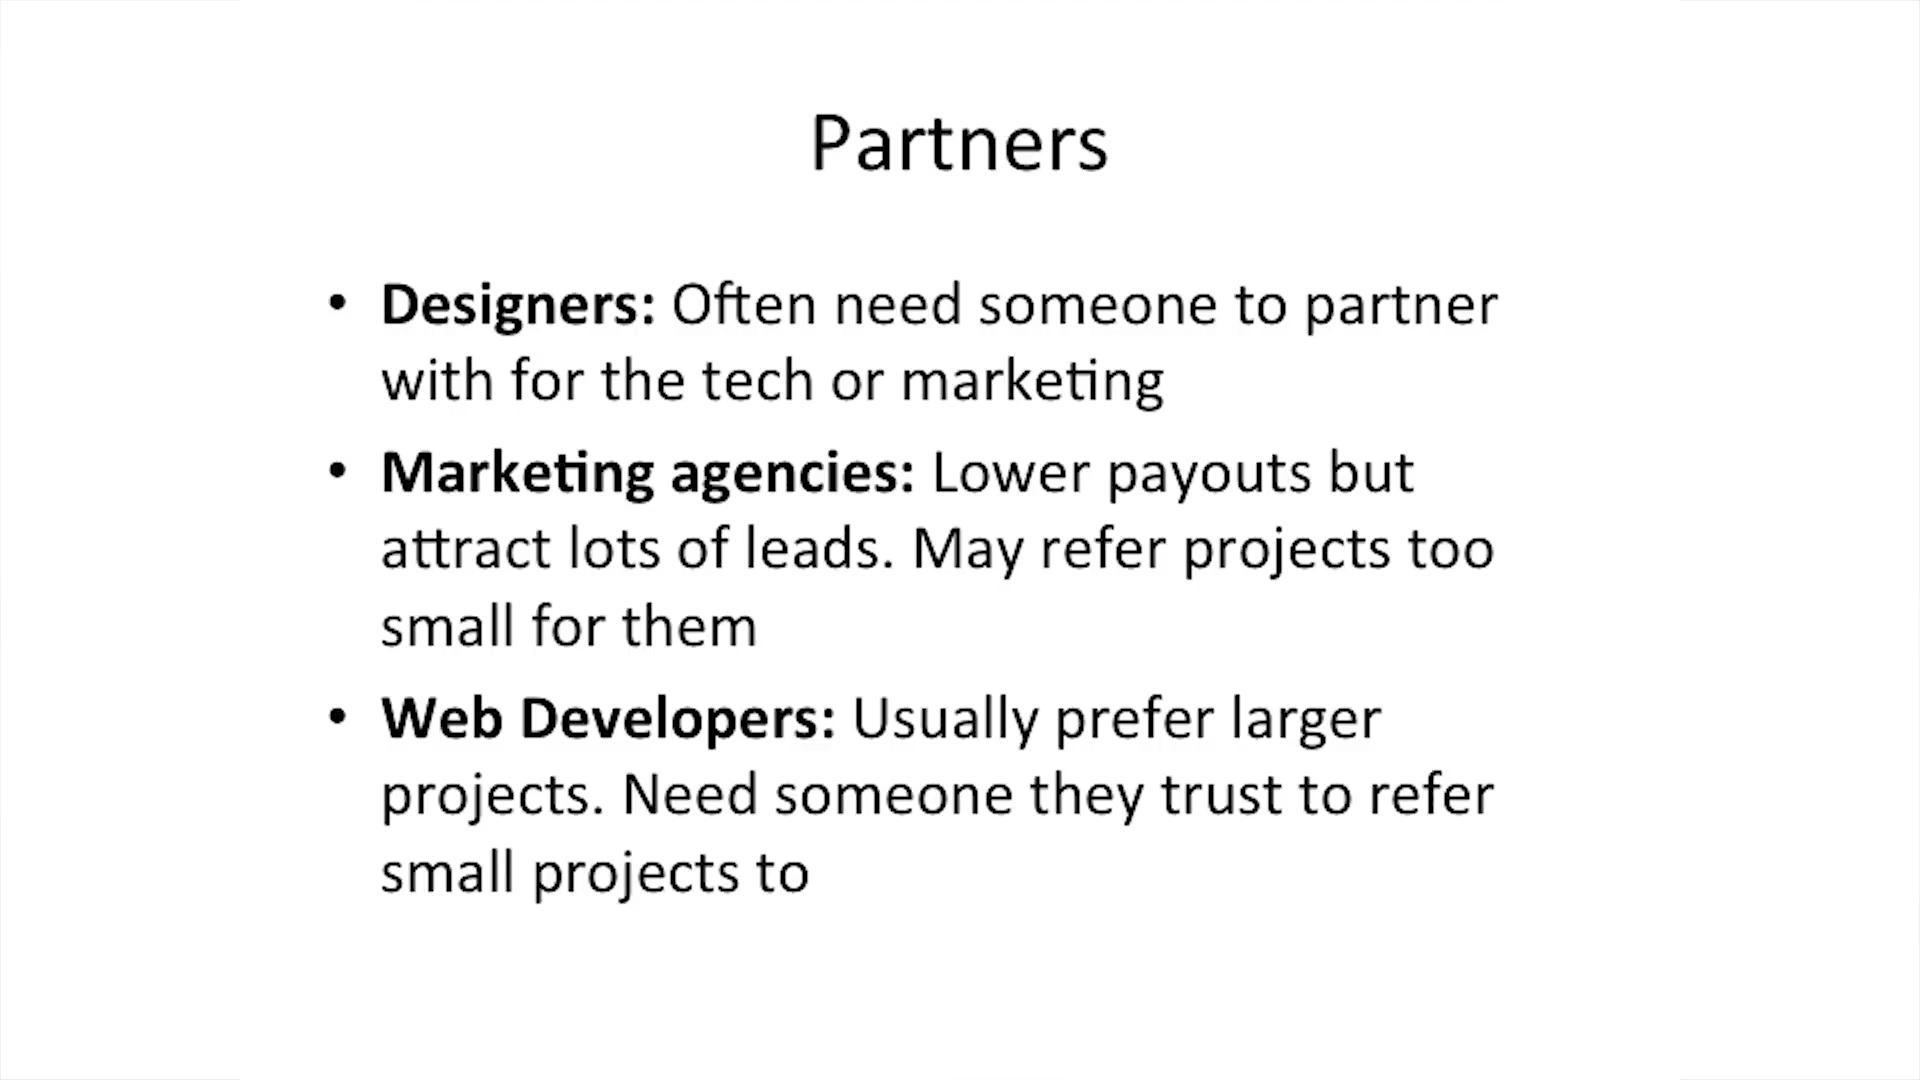 Partners
• Designers: Often need someone to partner
with for the tech or marketing
• Marketing agencies: Lower payouts but
attract lots of leads. May refer projects too
small for them
• Web Developers: Usually prefer larger
projects. Need someone they trust to refer
small projects to